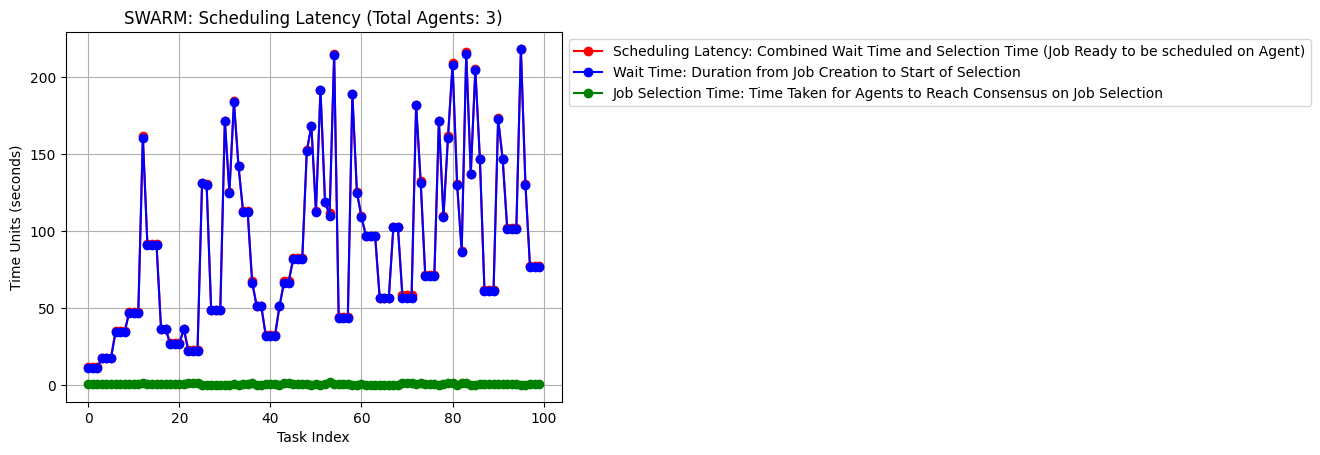 SWARM: Scheduling Latency (Total Agents: 3)
Scheduling Latency: Combined Wait Time and Selection Time (Job Ready to be scheduled on Agent)
Wait Time: Duration from Job Creation to Start of Selection
Job Selection Time: Time Taken for Agents to Reach Consensus on Job Selection
Time Units (seconds)
200
150
100
50
0
0 20 40 60 80 100
Task Index